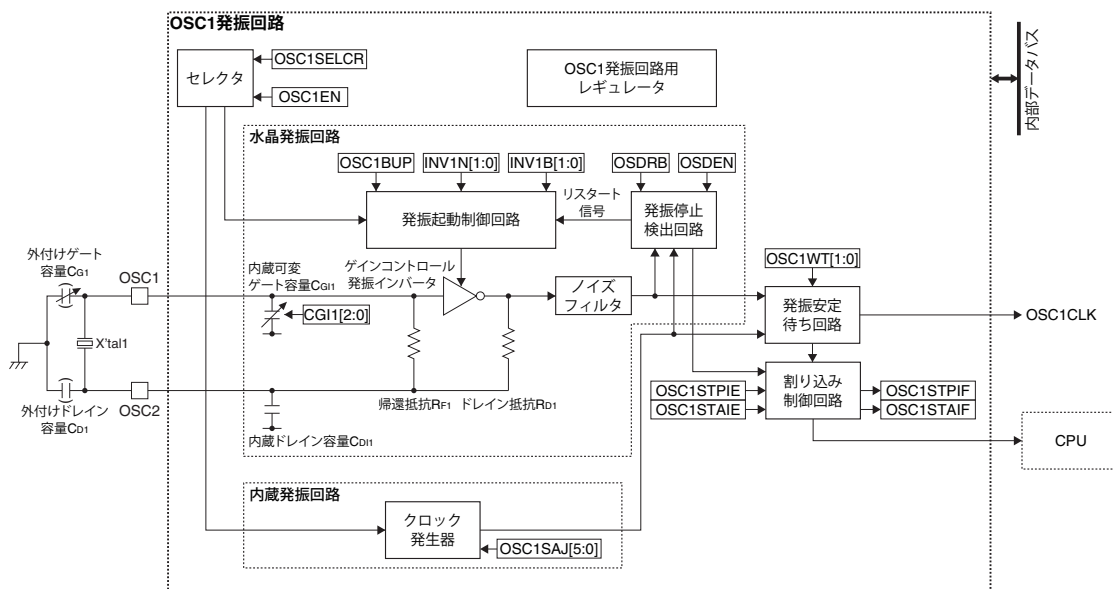 OSC1発振回路
セレクタ
OSC1SELCR
OSC1EN
OSC1発振回路用
レギュレータ
内部データバス
水晶発振回路
OSC1BUP
INV1N[1:0]
INV1B[1:0]
OSDRB
OSDEN
発振起動制御回路
リスタート
信号
発振停止
検出回路
外付けゲート
容量CG1
OSC1
内蔵可変
ゲート容量CGI1
ゲインコントロール
発振インバータ
CGI1[2:0]
ノイズ
フィルタ
OSC1WT[1:0]
発振安定
待ち回路
OSC1CLK
X'tal1
外付けドレイン
容量CD1
OSC2
内蔵ドレイン容量CDI1
帰還抵抗RF1
ドレイン抵抗RD1
OSC1STPIE
OSC1STAIE
割り込み
制御回路
OSC1STPIF
OSC1STAIF
CPU
内蔵発振回路
クロック
発生器
OSC1SAJ[5:0]